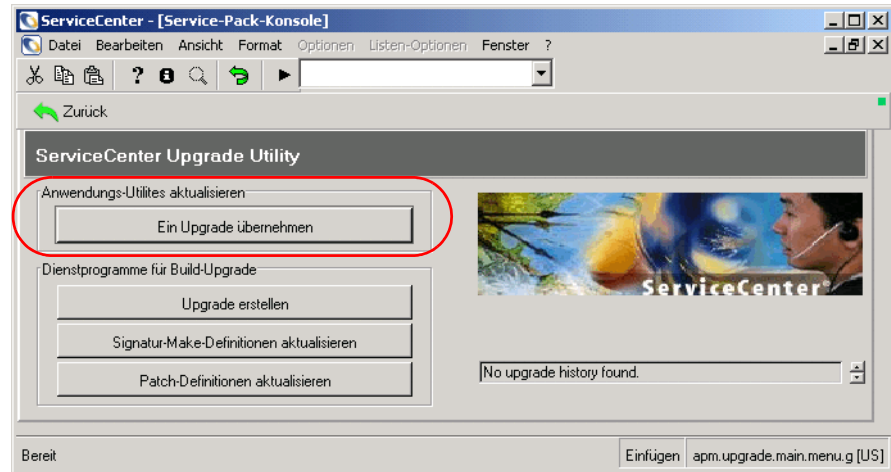 ServiceCenter - [Service-Pack-Konsole]
Datei Bearbeiten Ansicht Format Optionen Listen-Optionen Fenster ?
Zurück
ServiceCenter Upgrade Utility
Anwendungs-Utilites aktualisieren
Ein Upgrade übernehmen
Dienstprogramme für Build-Upgrade
Upgrade erstellen
Signatur-Make-Definitionen aktualisieren
Patch-Definitionen aktualisieren
ServiceCenter®
No upgrade history found.
Bereit
Einfügen apm.upgrade.main.menu.g [US]